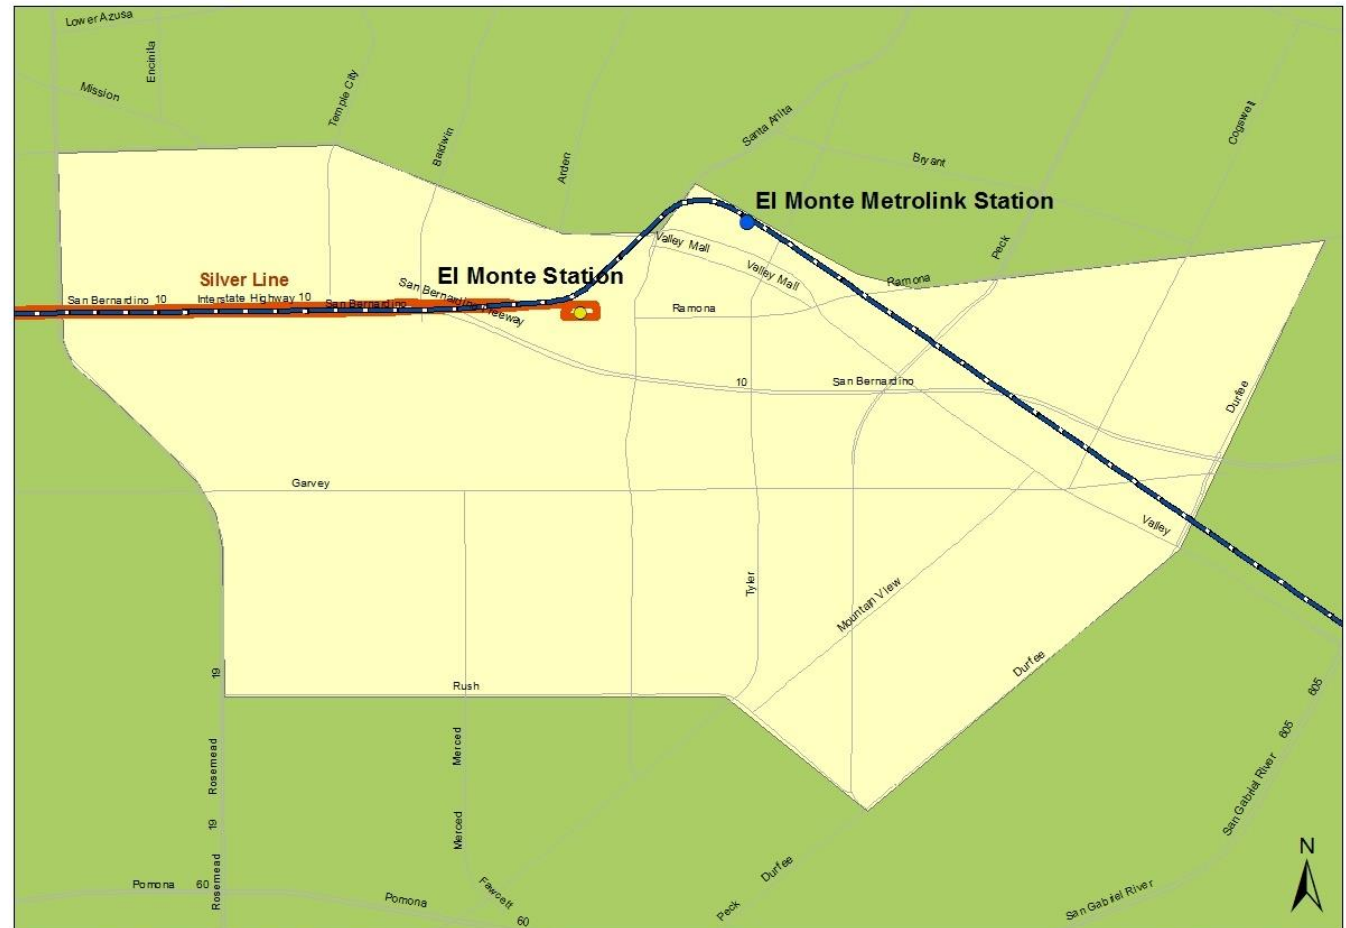 Lower Azusa
Encinita
Mission
Temple City
Baldwin
Arden
Santa Anita
Bryant
Cogswell
El Monte Metrolink Station
Peck
Valley Mall
Valley Mall
Ramona
Silver Line
El Monte Station
San Bernardino 10
Interstate Highway 10
San Bernardino
San Bernardino Freeway
Ramona
10
San Bernardino
Durfee
Garvey
Valley
Tyler
Mountain View
Durfee
19
Rush
605
605
Rosemead
Merced
San Gabriel River
19
Merced
N
Rosemead
Pomona 60
Pomona
Fawcett
60
Durfee
Peck
San Gabriel River